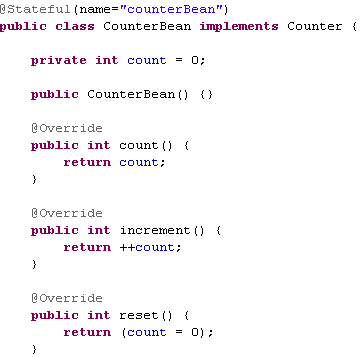 @Stateful(name="counterBean")
public class CounterBean implements Counter {
private int count = 0;
public CounterBean() {}
@Override
public int count() {
return count;
}
@Override
public int increment() {
return ++count;
}
@Override
public int reset() {
return (count = 0);
}